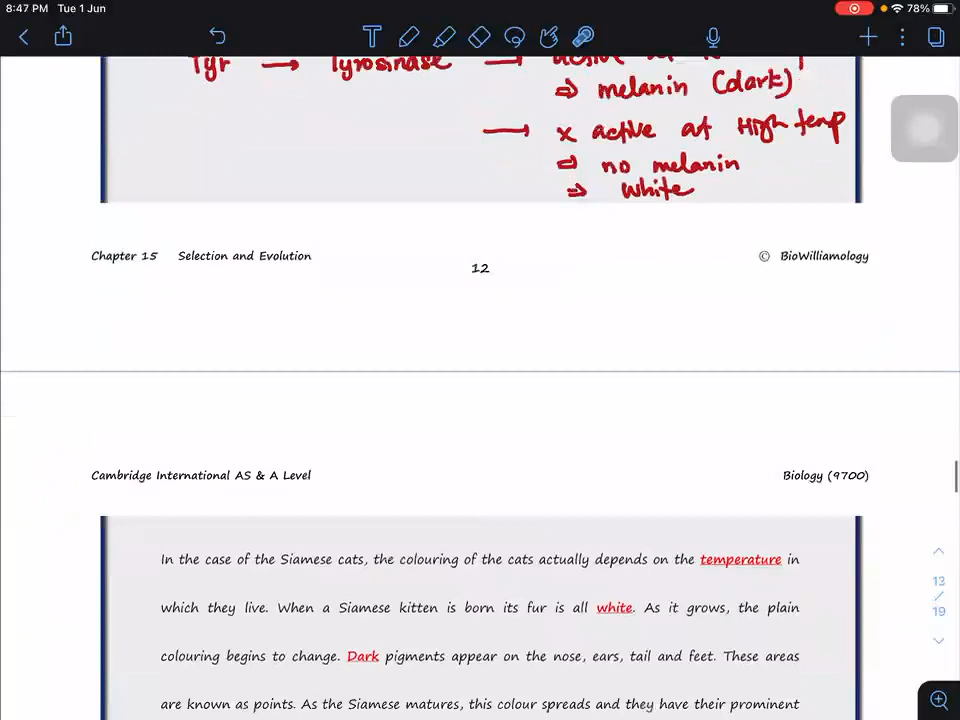 8:47 PM Tue 1 Jun
78%
Tyr → Tyrosinase →
⇒ melanin (dark)
→ x active at High temp
⇒ no melanin
⇒ white
Chapter 15 Selection and Evolution
© BioWilliamology
12
Cambridge International AS & A Level
Biology (9700)
In the case of the Siamese cats, the colouring of the cats actually depends on the temperature in
which they live. When a Siamese kitten is born its fur is all white. As it grows, the plain
colouring begins to change. Dark pigments appear on the nose, ears, tail and feet. These areas
are known as points. As the Siamese matures, this colour spreads and they have their prominent
13
/
19